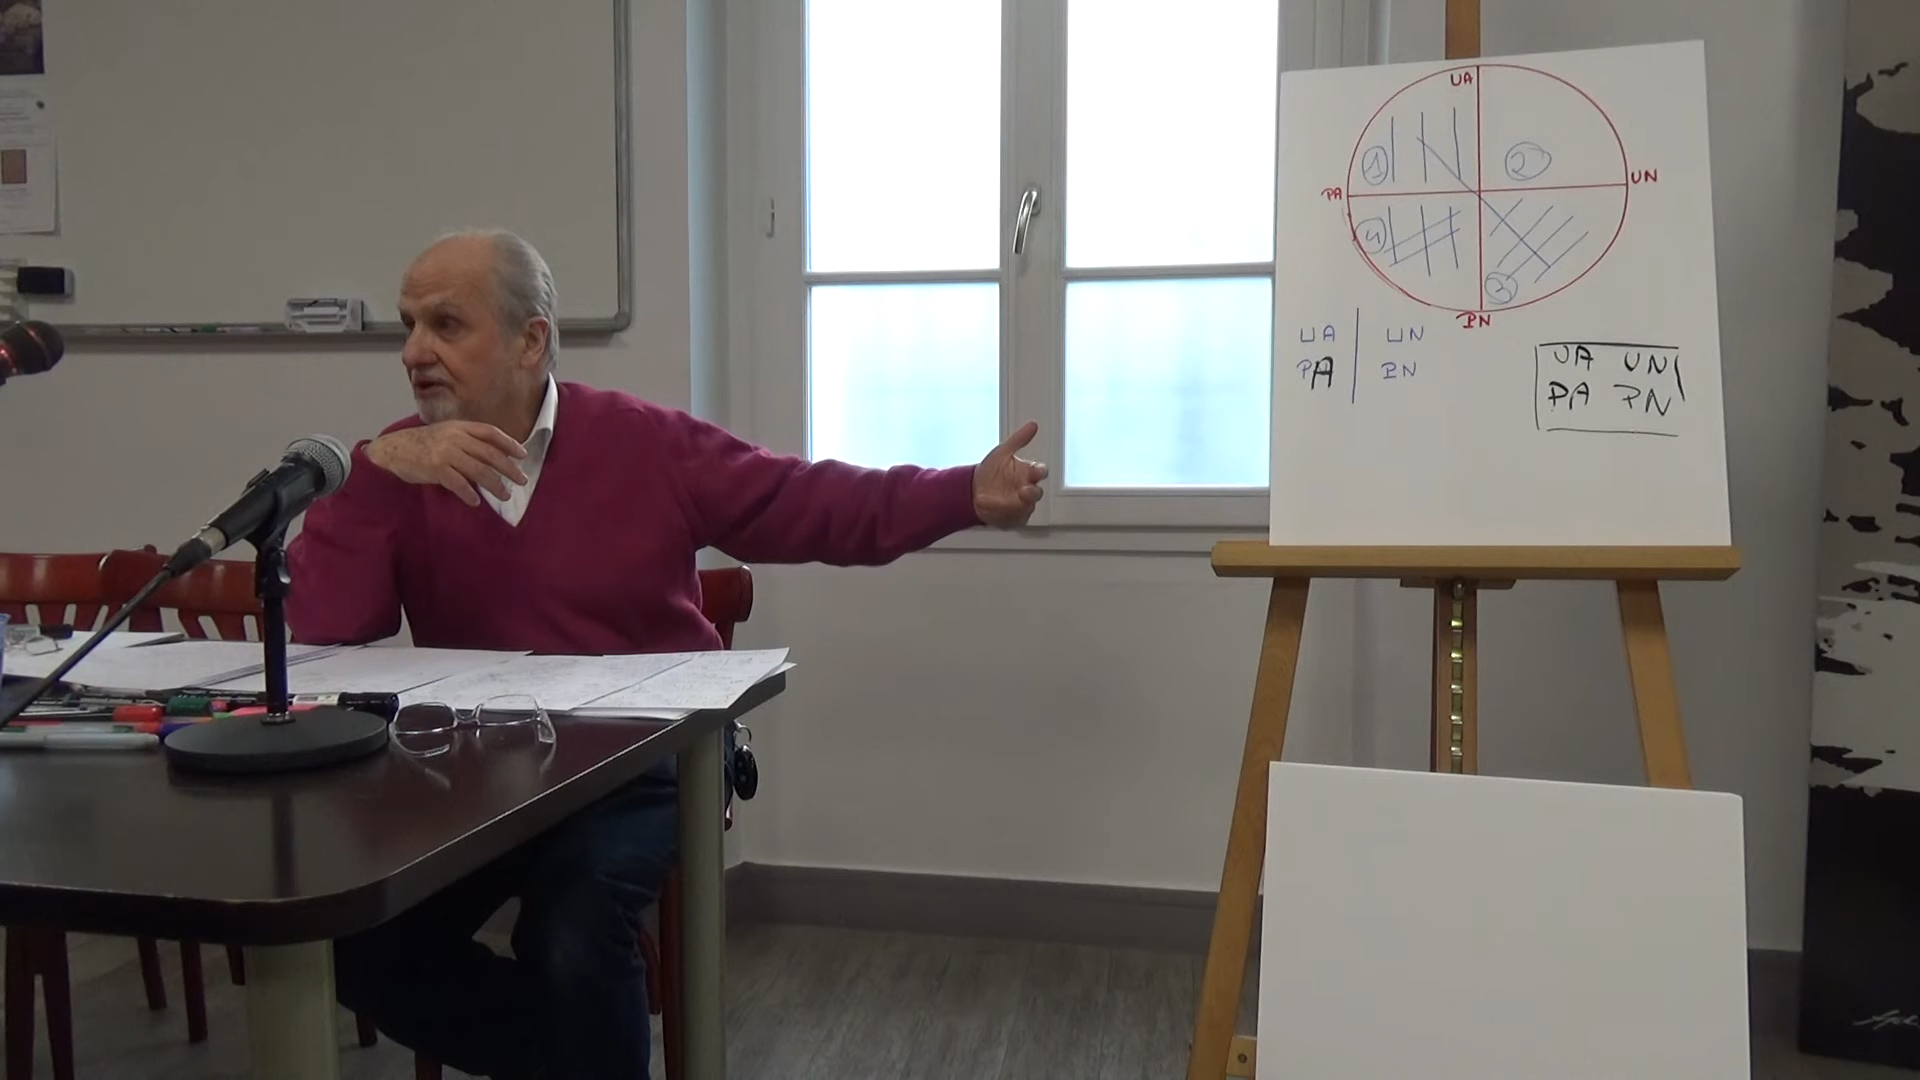 UA
1 2
PA UN
4 3
PN
UA UN
PA PN
UA UN
PA PN